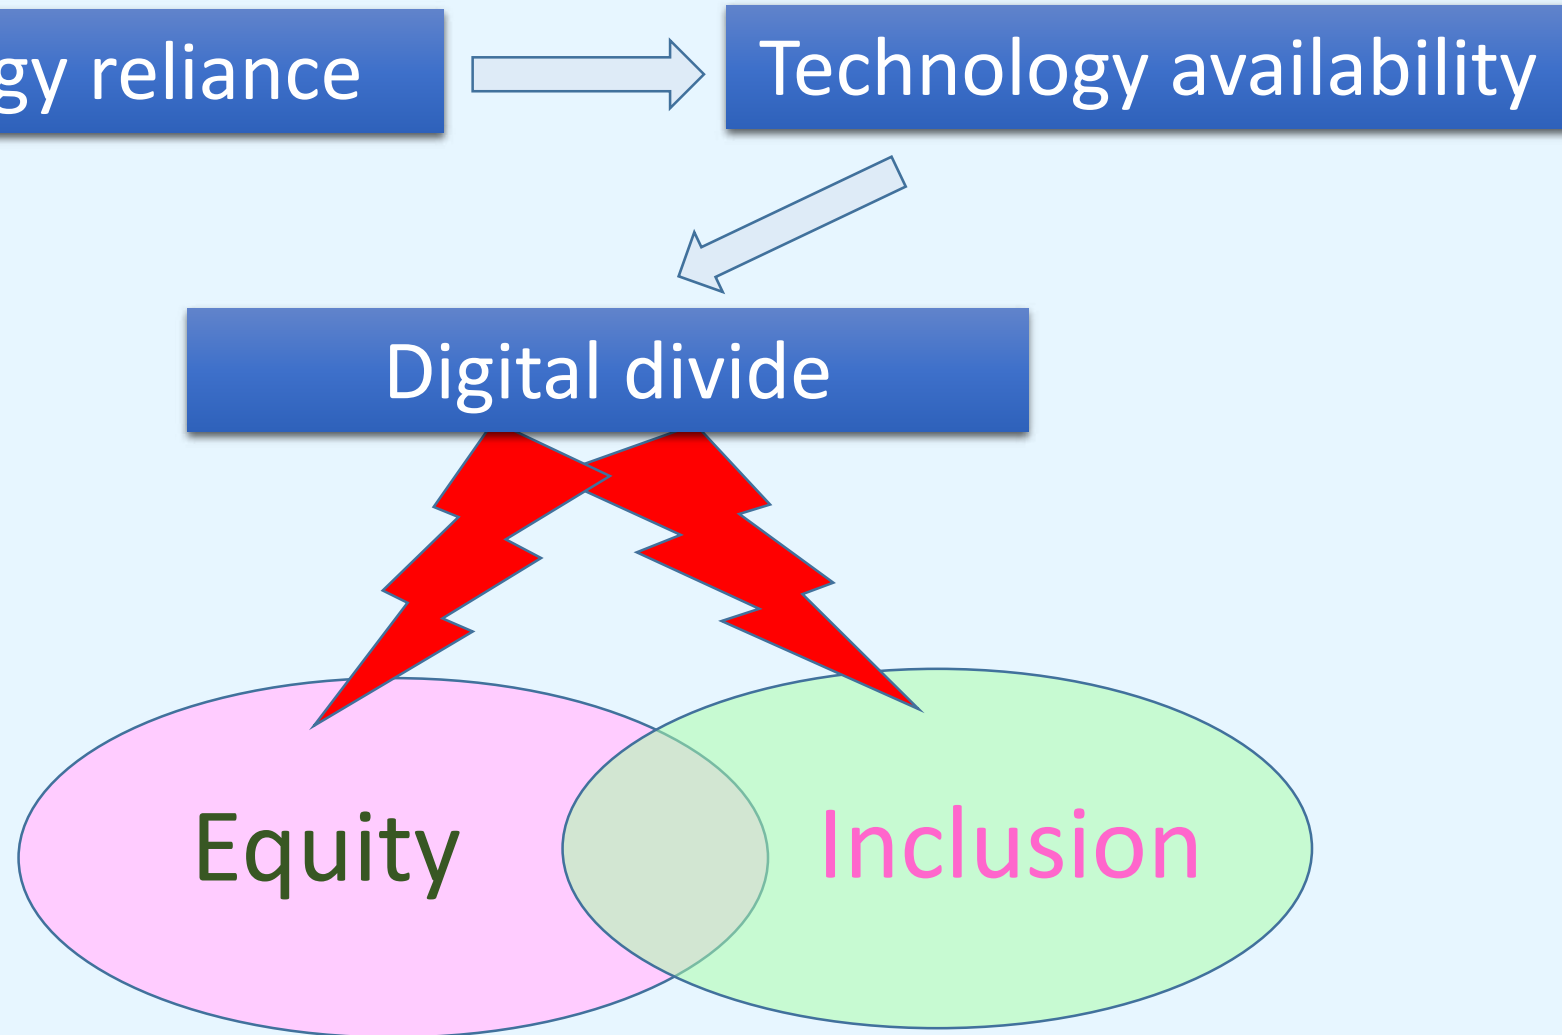 gy reliance
Technology availability
Digital divide
Equity
Inclusion